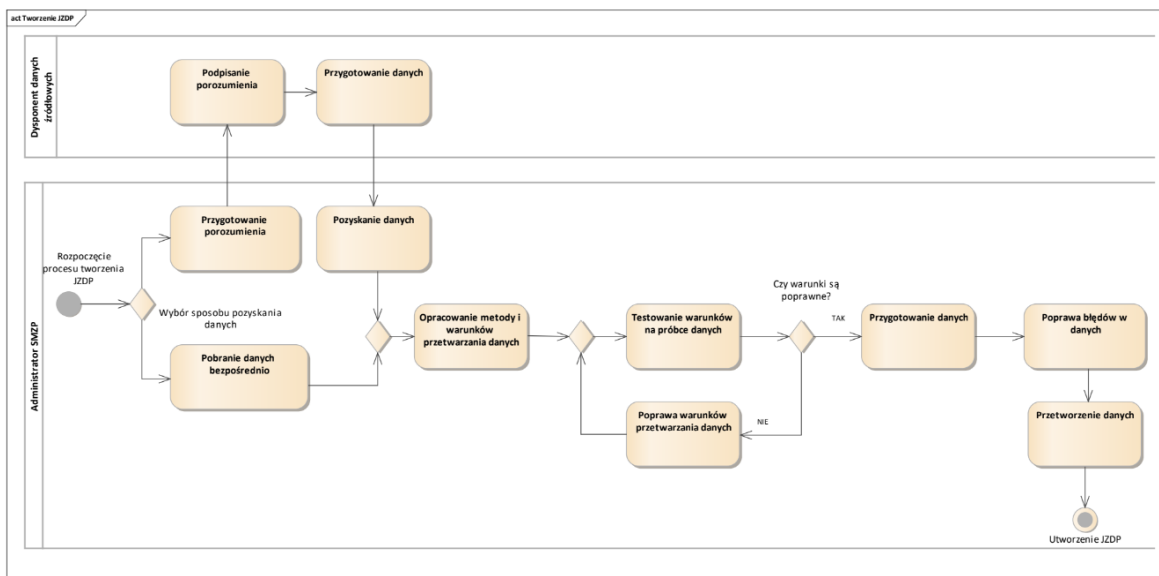 act Tworzenie JZDP
Dysponent danych
źródłowych
Podpisanie
porozumienia
Przygotowanie danych
Administrator SMZP
Przygotowanie
porozumienia
Pozyskanie danych
Rozpoczęcie
procesu tworzenia
JZDP
Wybór sposobu pozyskania
danych
Pobranie danych
bezpośrednio
Opracowanie metody i
warunków
przetwarzania danych
Testowanie warunków
na próbce danych
Czy warunki są
poprawne?
TAK
Przygotowanie danych
Poprawa błędów w
danych
Poprawa warunków
przetwarzania danych
NIE
Przetworzenie danych
Utworzenie JZDP